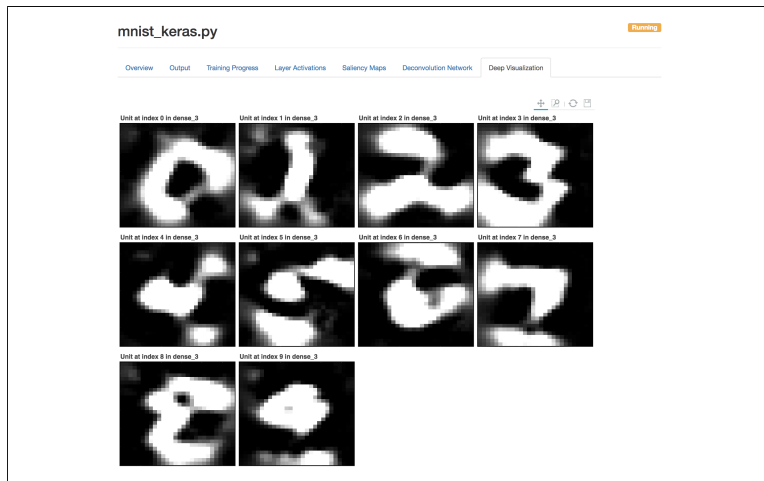 mnist_keras.py
Running
Overview Output Training Progress Layer Activations Saliency Maps Deconvolution Network Deep Visualization
Unit at index 0 in dense_3 Unit at index 1 in dense_3 Unit at index 2 in dense_3 Unit at index 3 in dense_3
Unit at index 4 in dense_3 Unit at index 5 in dense_3 Unit at index 6 in dense_3 Unit at index 7 in dense_3
Unit at index 8 in dense_3 Unit at index 9 in dense_3